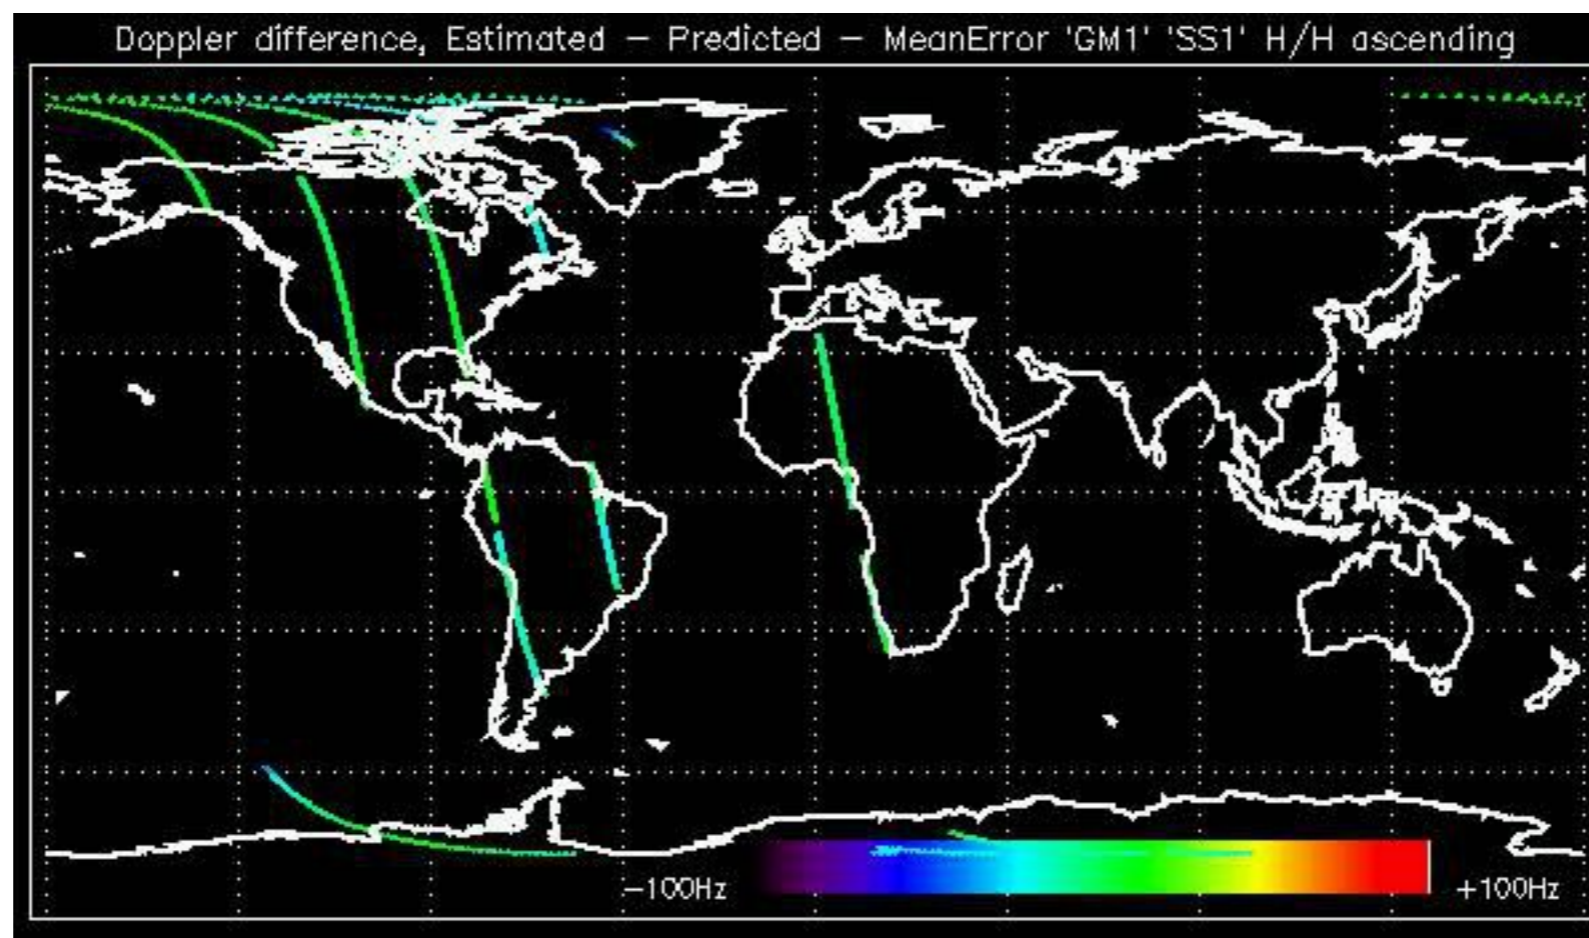 Doppler difference, Estimated – Predicted – MeanError 'GM1' 'SS1' H/H ascending
–100Hz +100Hz